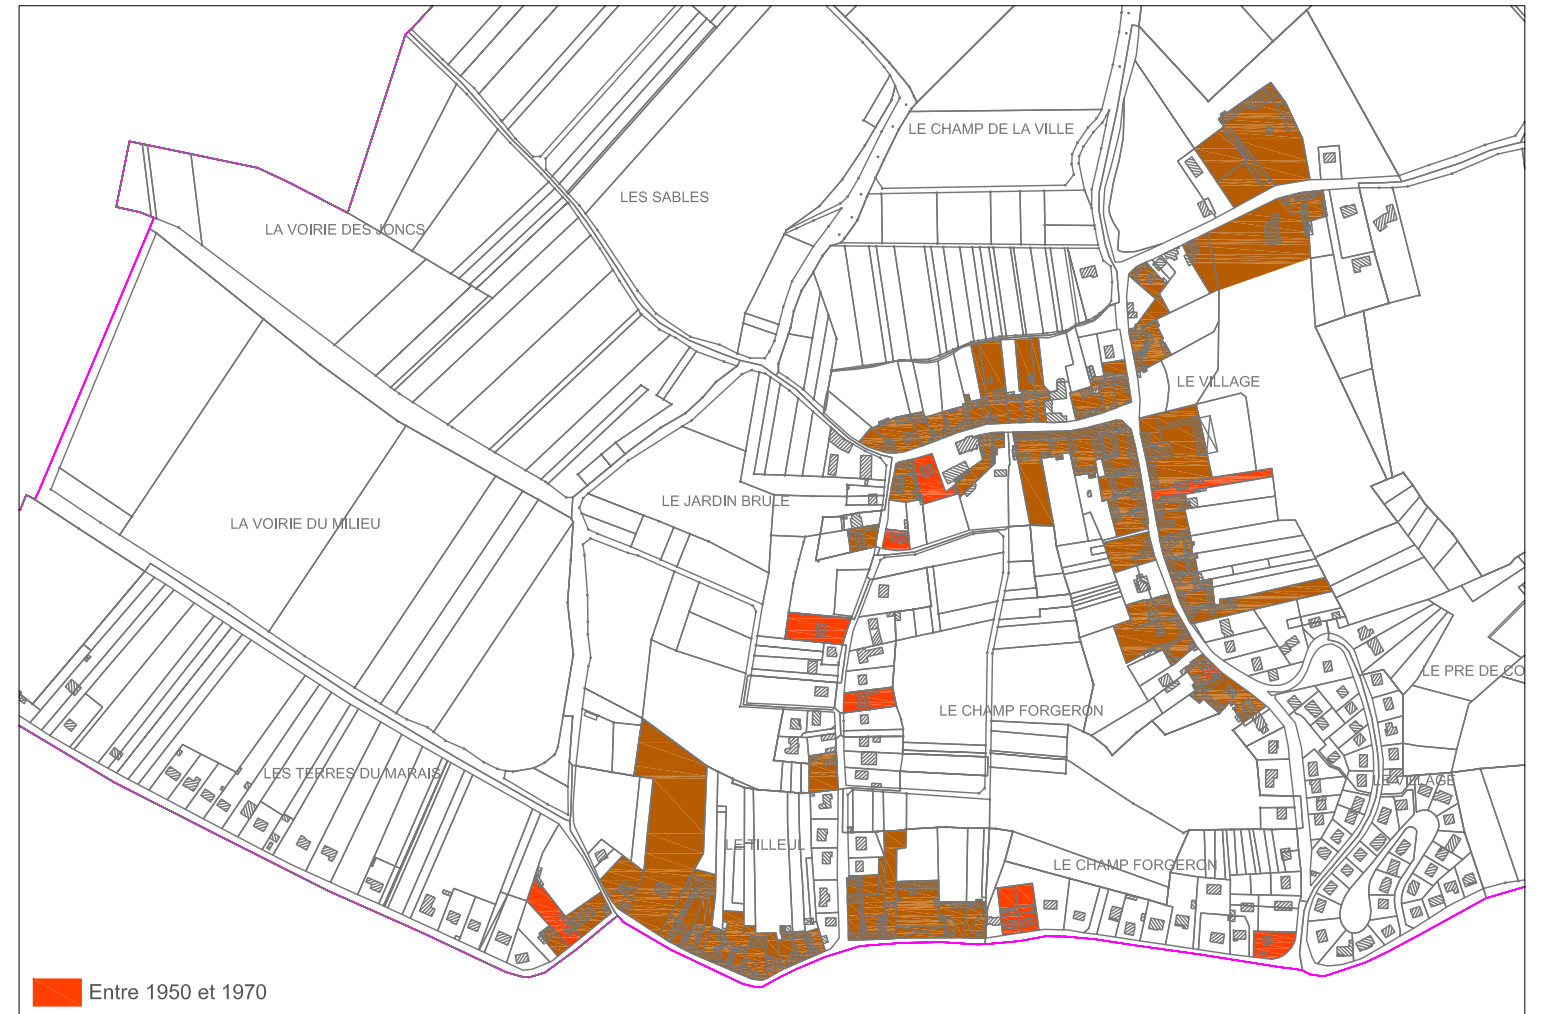 LE CHAMP DE LA VILLE
LES SABLES
LA VOIRIE DES JONCS
LE VILLAGE
LE JARDIN BRULE
LA VOIRIE DU MILIEU
LE PRE DE CO
LE CHAMP FORGERON
LES TERRES DU MARAIS
LE VILLAGE
LE TILLEUL
LE CHAMP FORGERON
Entre 1950 et 1970